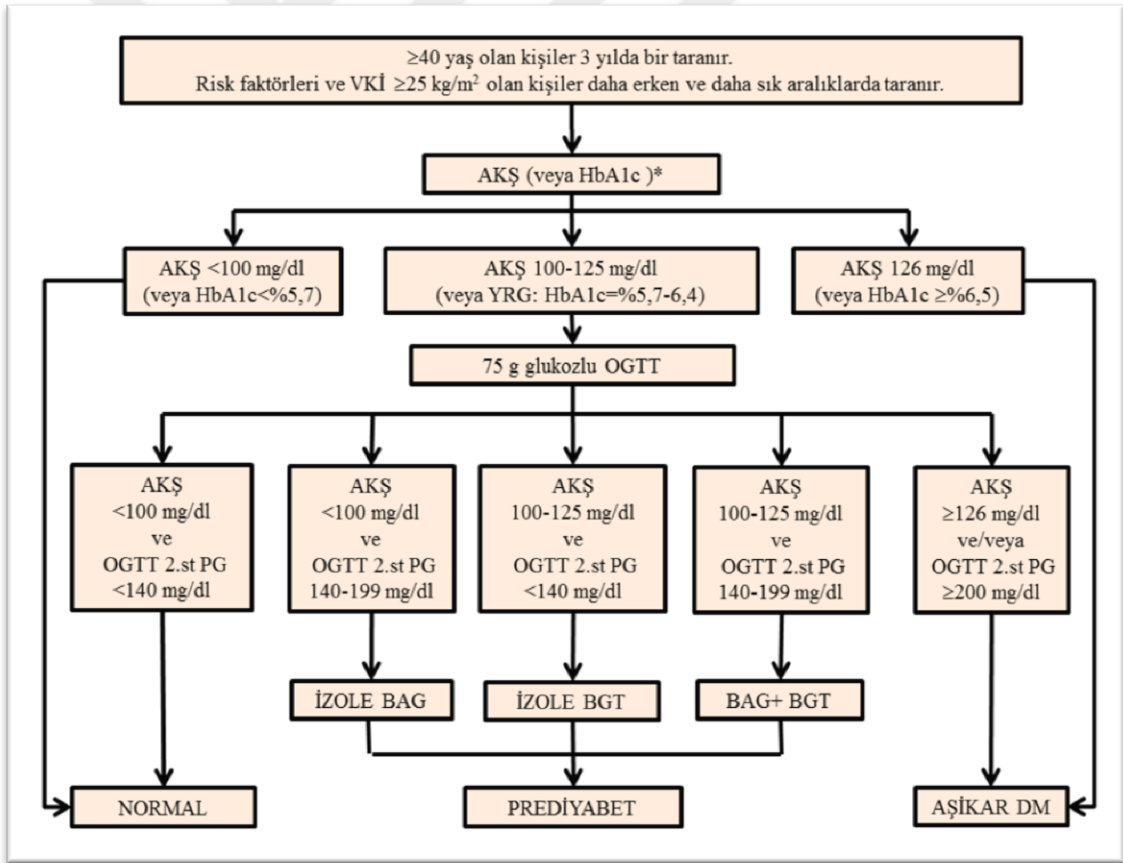 ≥40 yaş olan kişiler 3 yılda bir taranır.
Risk faktörleri ve VKİ ≥25 kg/m² olan kişiler daha erken ve daha sık aralıklarda taranır.
AKŞ (veya HbA1c )*
AKŞ <100 mg/dl
(veya HbA1c<%5,7)
AKŞ 100-125 mg/dl
(veya YRG: HbA1c=%5,7-6,4)
AKŞ 126 mg/dl
(veya HbA1c ≥%6,5)
75 g glukozlu OGTT
AKŞ
<100 mg/dl
ve
OGTT 2.st PG
<140 mg/dl
AKŞ
<100 mg/dl
ve
OGTT 2.st PG
140-199 mg/dl
AKŞ
100-125 mg/dl
ve
OGTT 2.st PG
<140 mg/dl
AKŞ
100-125 mg/dl
ve
OGTT 2.st PG
140-199 mg/dl
AKŞ
≥126 mg/dl
ve/veya
OGTT 2.st PG
≥200 mg/dl
İZOLE BAG
İZOLE BGT
BAG+ BGT
NORMAL
PREDİYABET
AŞİKAR DM